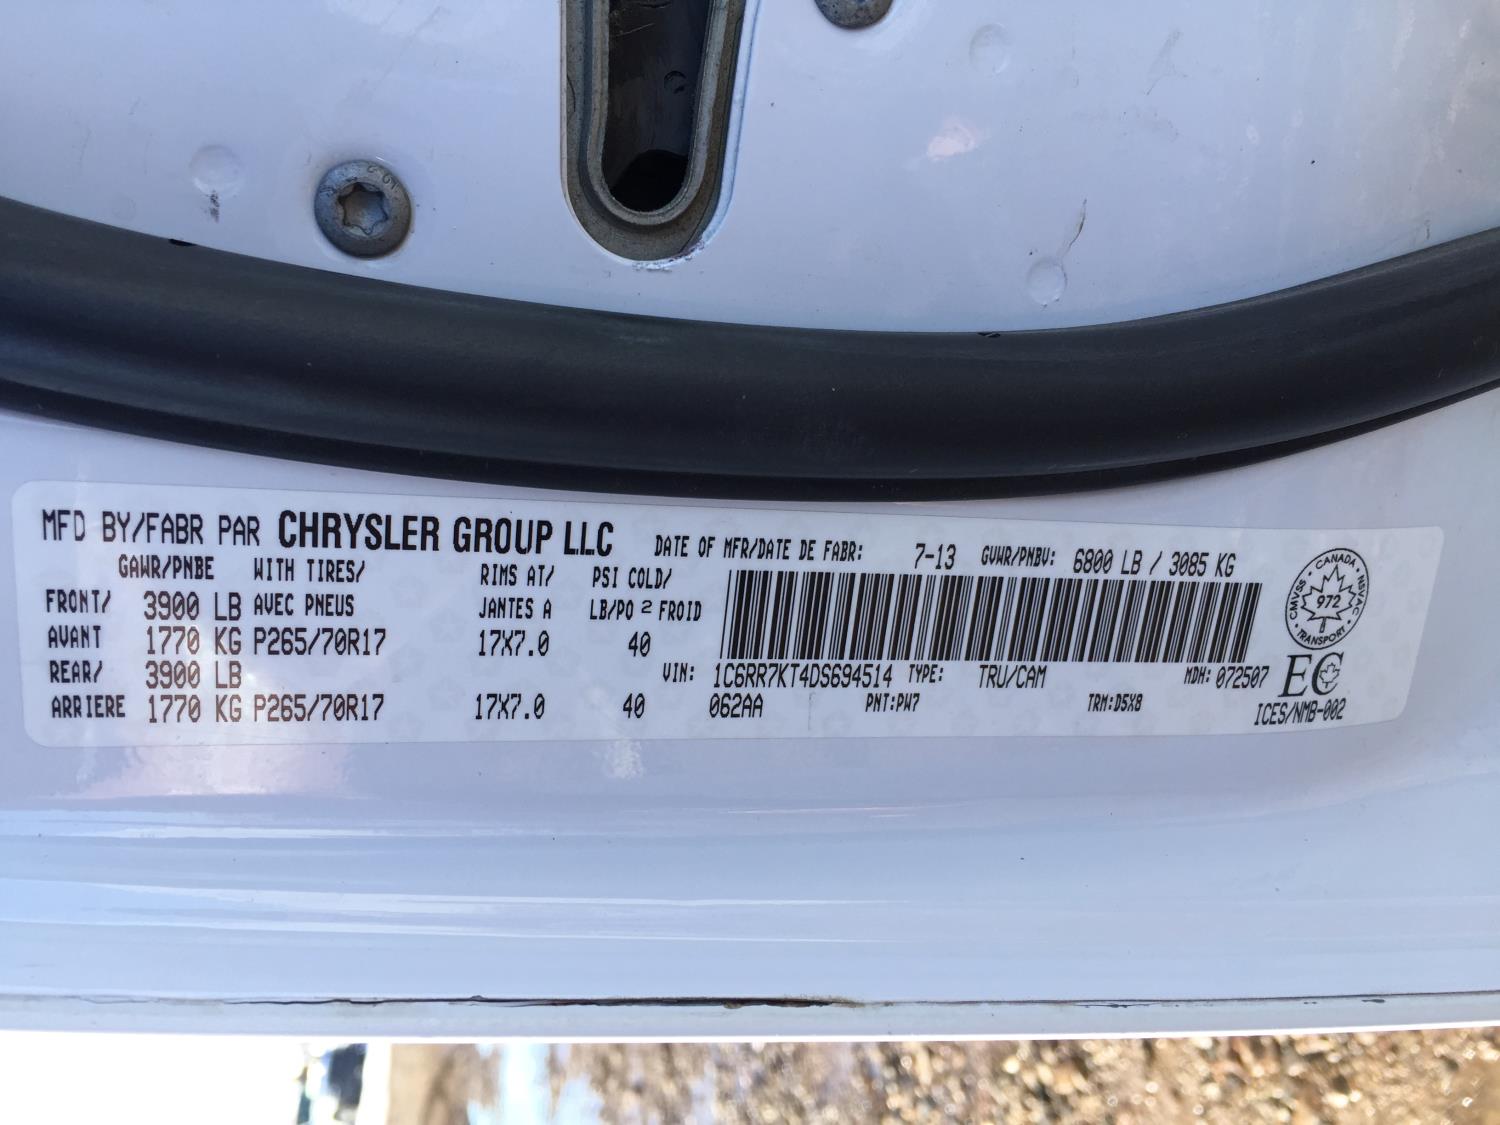 MFD BY/FABR PAR CHRYSLER GROUP LLC DATE OF MFR/DATE DE FABR: 7-13 GVWR/PNBV: 6800 LB / 3085 KG
GAWR/PNBE WITH TIRES/ RIMS AT/ PSI COLD/
FRONT/ 3900 LB AVEC PNEUS JANTES A LB/PO 2 FROID
AVANT 1770 KG P265/70R17 17X7.0 40
REAR/ 3900 LB VIN: 1C6RR7KT4DS694514 TYPE: TRU/CAM MDH: 072507
ARRIERE 1770 KG P265/70R17 17X7.0 40 062AA PNT:PW7 TRM:D5X8 ICES/NMB-002
CANADA
CMVSS NSVAC
972
TRANSPORT
EC